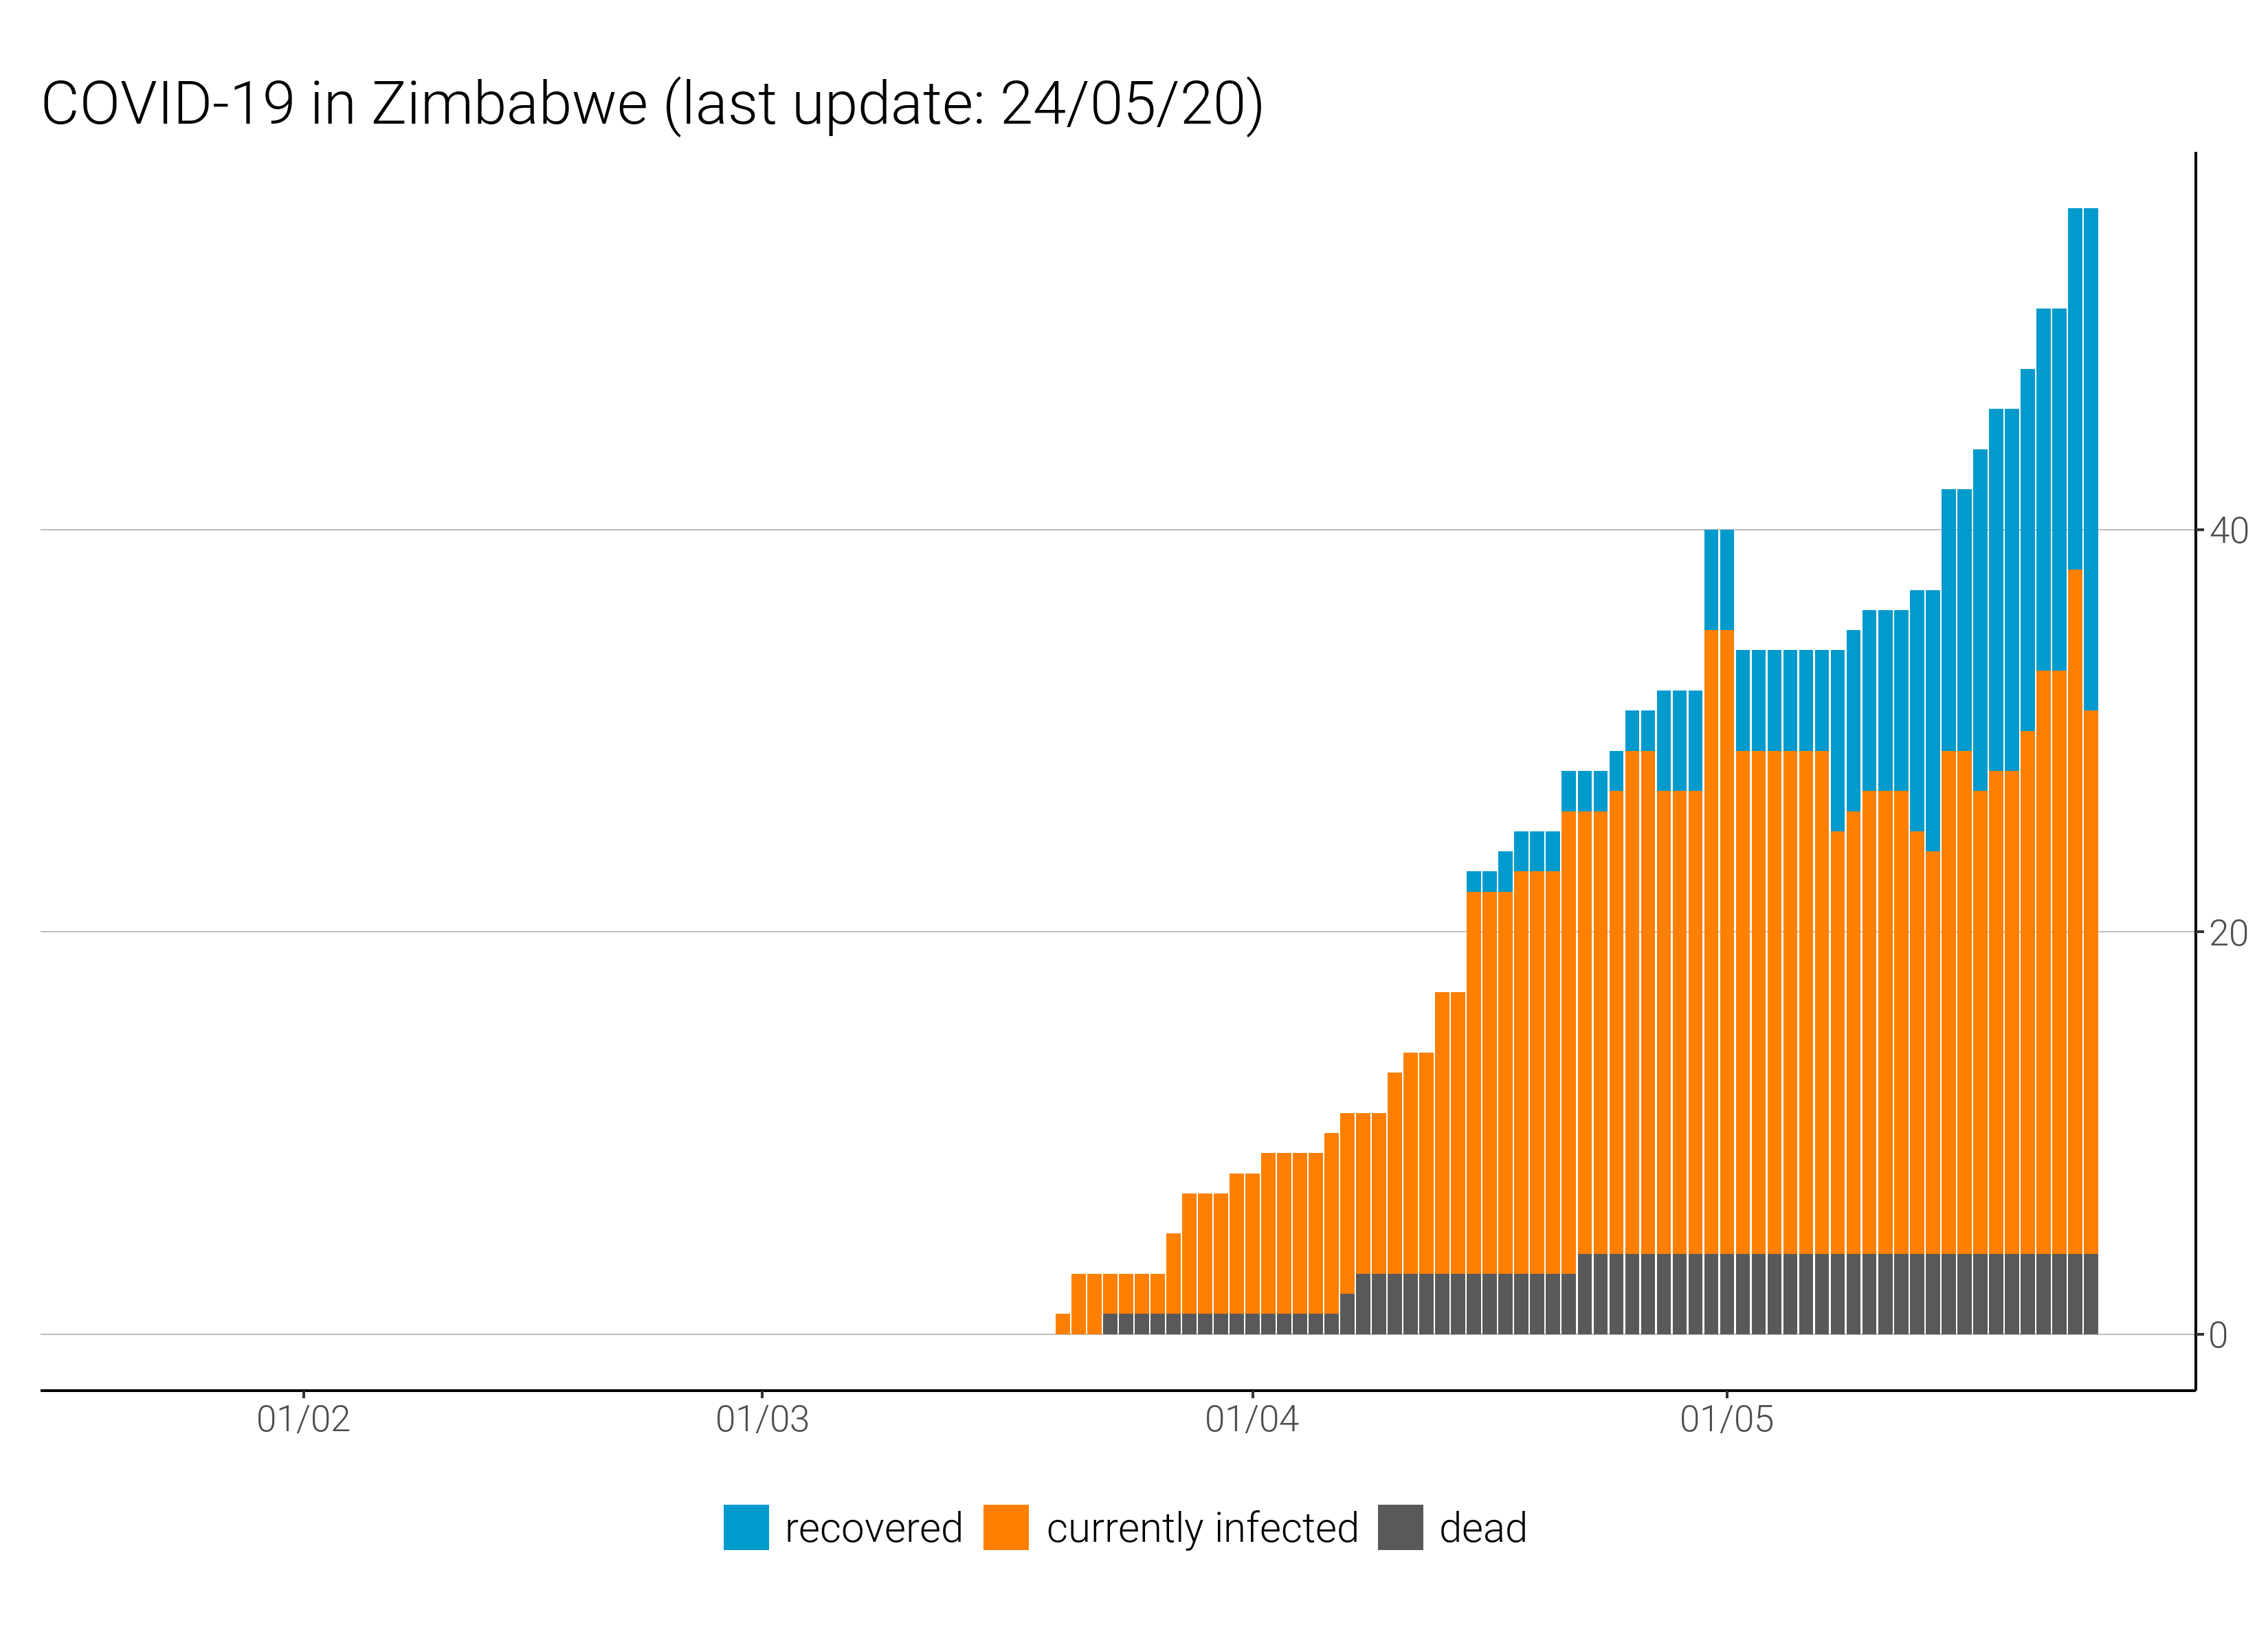 COVID-19 in Zimbabwe (last update: 24/05/20)
40
20
0
01/02 01/03 01/04 01/05
recovered currently infected dead